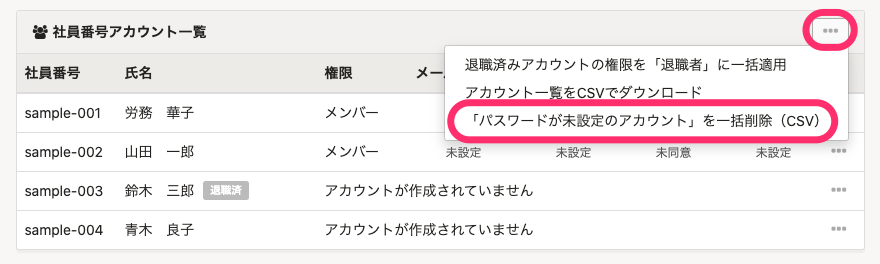 社員番号アカウント一覧
社員番号 氏名 権限 メー
退職済みアカウントの権限を「退職者」に一括適用
アカウント一覧をCSVでダウンロード
「パスワードが未設定のアカウント」を一括削除（CSV）
sample-001 労務 華子 メンバー
sample-002 山田 一郎 メンバー 未設定 未設定 未同意 未設定
sample-003 鈴木 三郎 退職済 アカウントが作成されていません
sample-004 青木 良子 アカウントが作成されていません